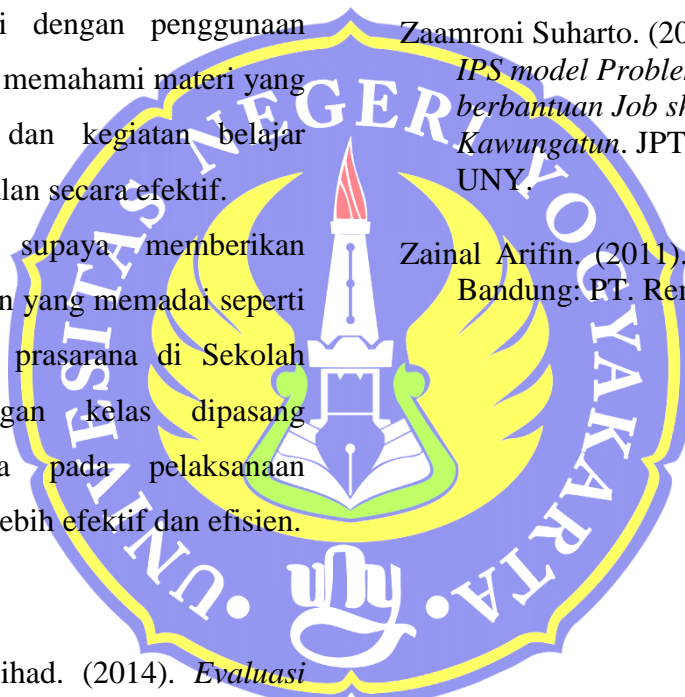 i dengan penggunaan
memahami materi yang
dan kegiatan belajar
alan secara efektif.
supaya memberikan
n yang memadai seperti
prasarana di Sekolah
gan kelas dipasang
a pada pelaksanaan
ebih efektif dan efisien.
ihad. (2014). Evaluasi
Zaamroni Suharto. (20
IPS model Proble
berbantuan Job sh
Kawungatun. JPT
UNY.
Zainal Arifin. (2011).
Bandung: PT. Re
• UNIVESITAS NEGERI YOGYAKARTA •
uny